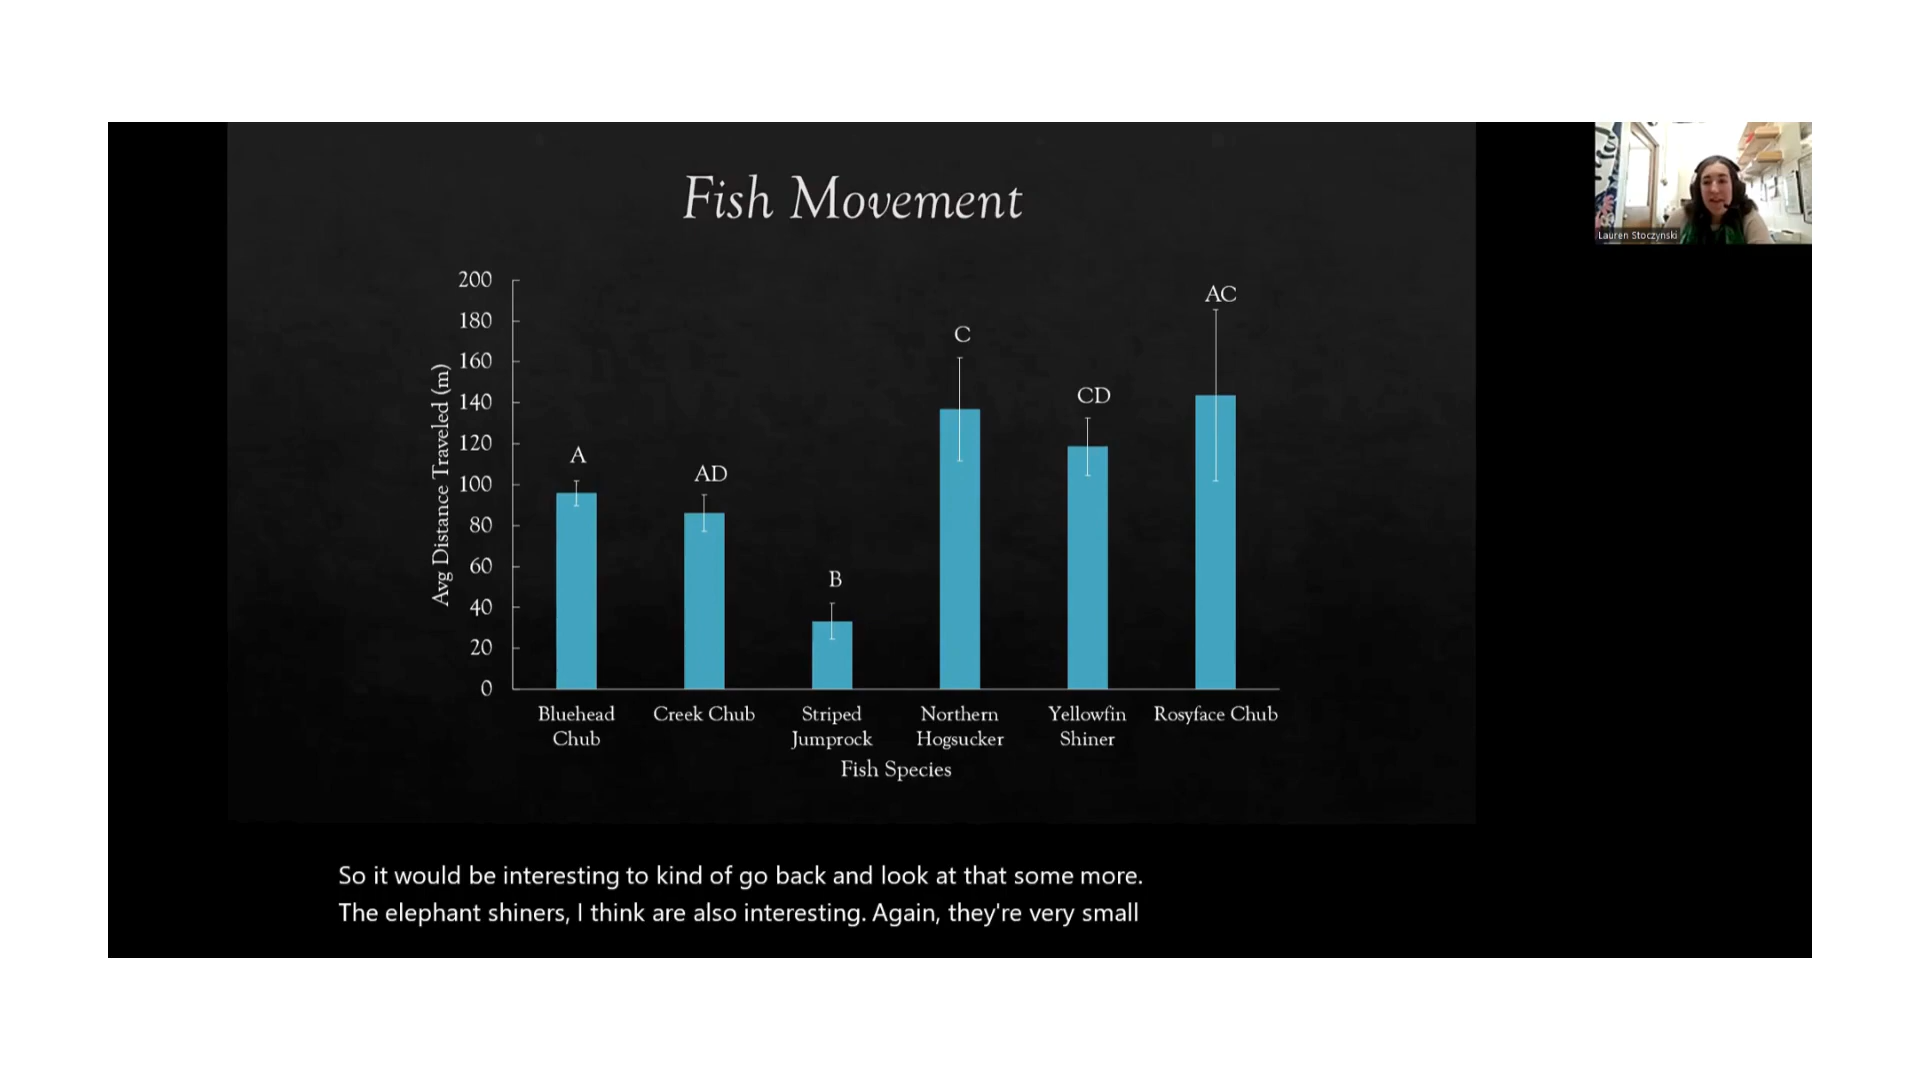 Fish Movement
Lauren Stoczynski
Avg Distance Traveled (m)
200
180
160
140
120
100
80
60
40
20
0
A
AD
B
C
CD
AC
Bluehead
Chub
Creek Chub
Striped
Jumprock
Northern
Hogsucker
Yellowfin
Shiner
Rosyface Chub
Fish Species
So it would be interesting to kind of go back and look at that some more.
The elephant shiners, I think are also interesting. Again, they're very small